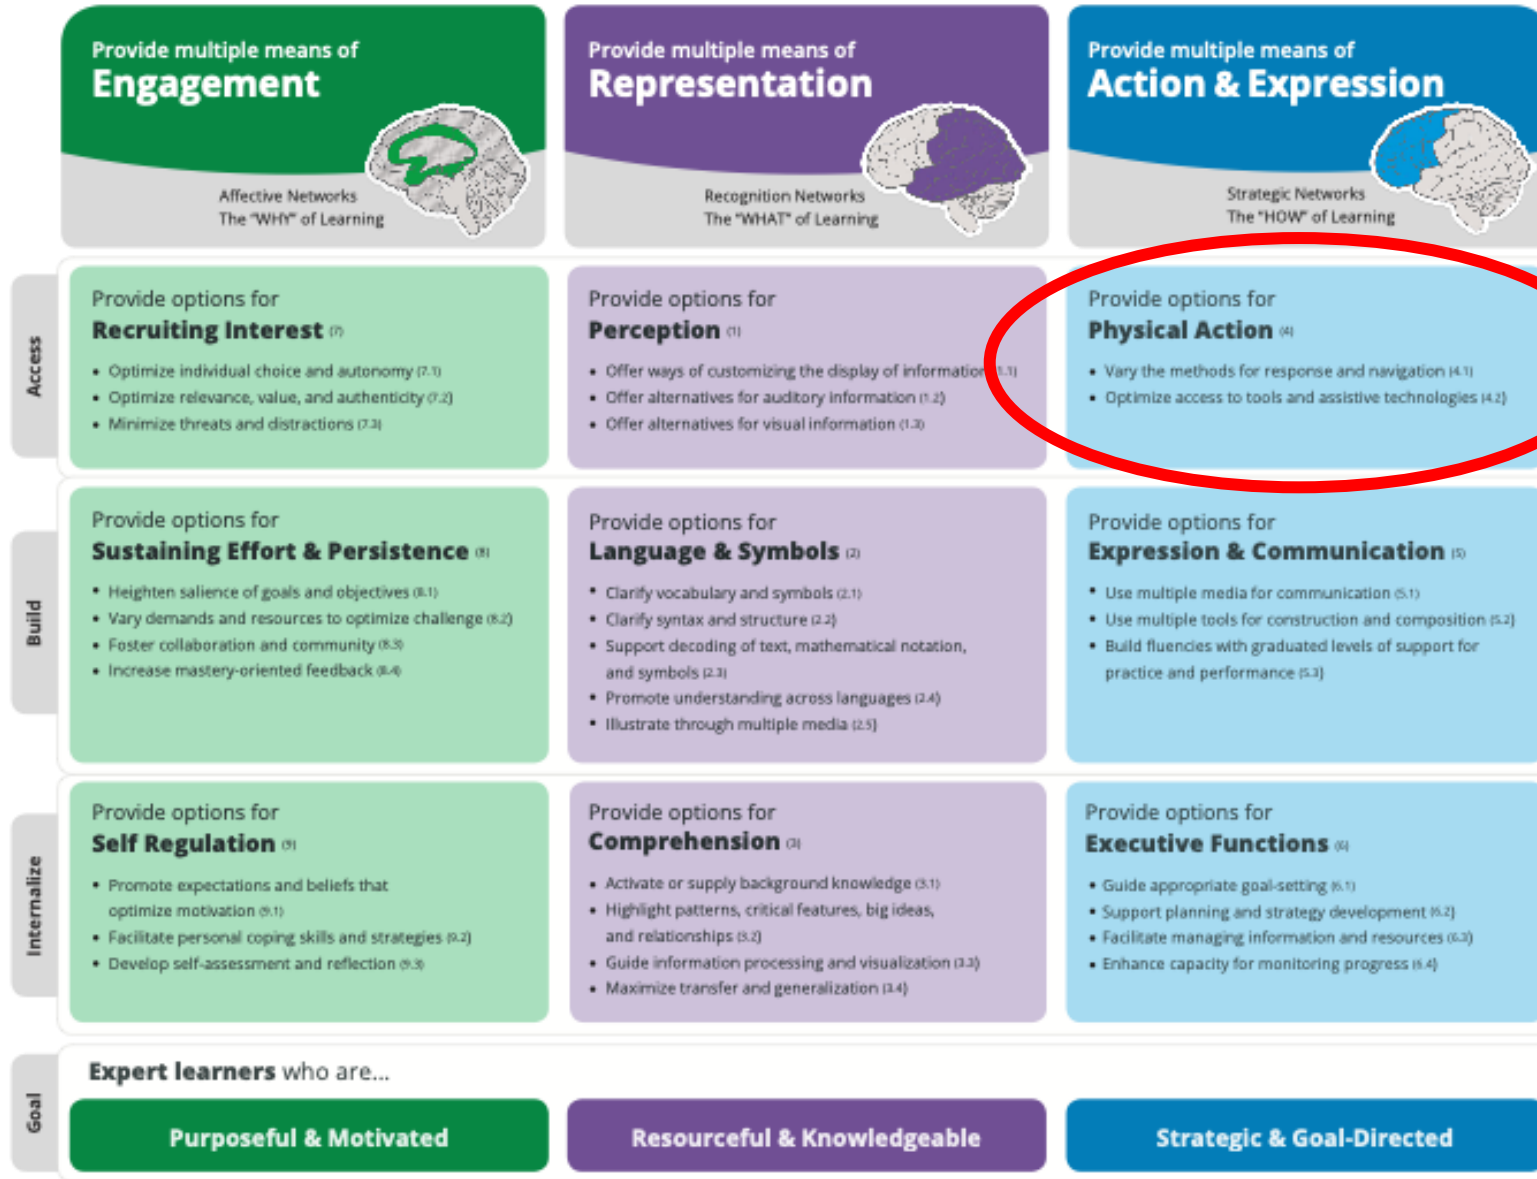 Provide multiple means of
Engagement
Affective Networks
The "WHY" of Learning
Provide multiple means of
Representation
Recognition Networks
The "WHAT" of Learning
Provide multiple means of
Action & Expression
Strategic Networks
The "HOW" of Learning
Access
Provide options for
Recruiting Interest (7)
• Optimize individual choice and autonomy (7.1)
• Optimize relevance, value, and authenticity (7.2)
• Minimize threats and distractions (7.3)
Provide options for
Perception (1)
• Offer ways of customizing the display of information (1.1)
• Offer alternatives for auditory information (1.2)
• Offer alternatives for visual information (1.3)
Provide options for
Physical Action (4)
• Vary the methods for response and navigation (4.1)
• Optimize access to tools and assistive technologies (4.2)
Build
Provide options for
Sustaining Effort & Persistence (8)
• Heighten salience of goals and objectives (8.1)
• Vary demands and resources to optimize challenge (8.2)
• Foster collaboration and community (8.3)
• Increase mastery-oriented feedback (8.4)
Provide options for
Language & Symbols (2)
• Clarify vocabulary and symbols (2.1)
• Clarify syntax and structure (2.2)
• Support decoding of text, mathematical notation,
and symbols (2.3)
• Promote understanding across languages (2.4)
• Illustrate through multiple media (2.5)
Provide options for
Expression & Communication (5)
• Use multiple media for communication (5.1)
• Use multiple tools for construction and composition (5.2)
• Build fluencies with graduated levels of support for
practice and performance (5.3)
Internalize
Provide options for
Self Regulation (9)
• Promote expectations and beliefs that
optimize motivation (9.1)
• Facilitate personal coping skills and strategies (9.2)
• Develop self-assessment and reflection (9.3)
Provide options for
Comprehension (3)
• Activate or supply background knowledge (3.1)
• Highlight patterns, critical features, big ideas,
and relationships (3.2)
• Guide information processing and visualization (3.3)
• Maximize transfer and generalization (3.4)
Provide options for
Executive Functions (6)
• Guide appropriate goal-setting (6.1)
• Support planning and strategy development (6.2)
• Facilitate managing information and resources (6.3)
• Enhance capacity for monitoring progress (6.4)
Goal
Expert learners who are...
Purposeful & Motivated
Resourceful & Knowledgeable
Strategic & Goal-Directed